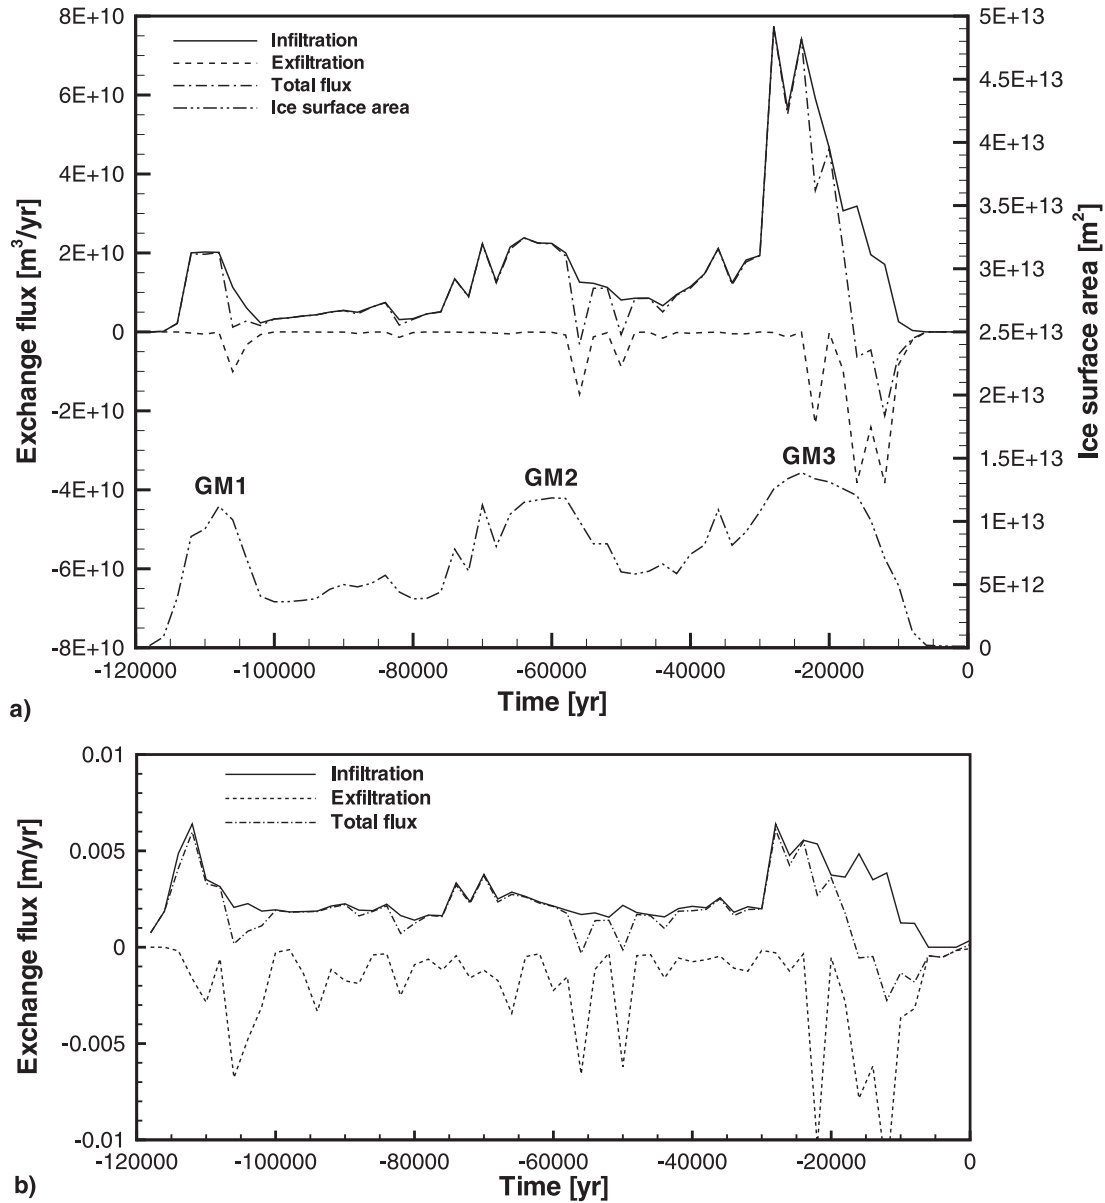 8E+10
6E+10
4E+10
2E+10
0
-2E+10
-4E+10
-6E+10
-8E+10
Exchange flux [m³/yr]
Infiltration
Exfiltration
Total flux
Ice surface area
GM1
GM2
GM3
5E+13
4.5E+13
4E+13
3.5E+13
3E+13
2.5E+13
2E+13
1.5E+13
1E+13
5E+12
0
Ice surface area [m²]
-120000 -100000 -80000 -60000 -40000 -20000 0
Time [yr]
a)
0.01
0.005
0
-0.005
-0.01
Exchange flux [m/yr]
Infiltration
Exfiltration
Total flux
-120000 -100000 -80000 -60000 -40000 -20000 0
Time [yr]
b)